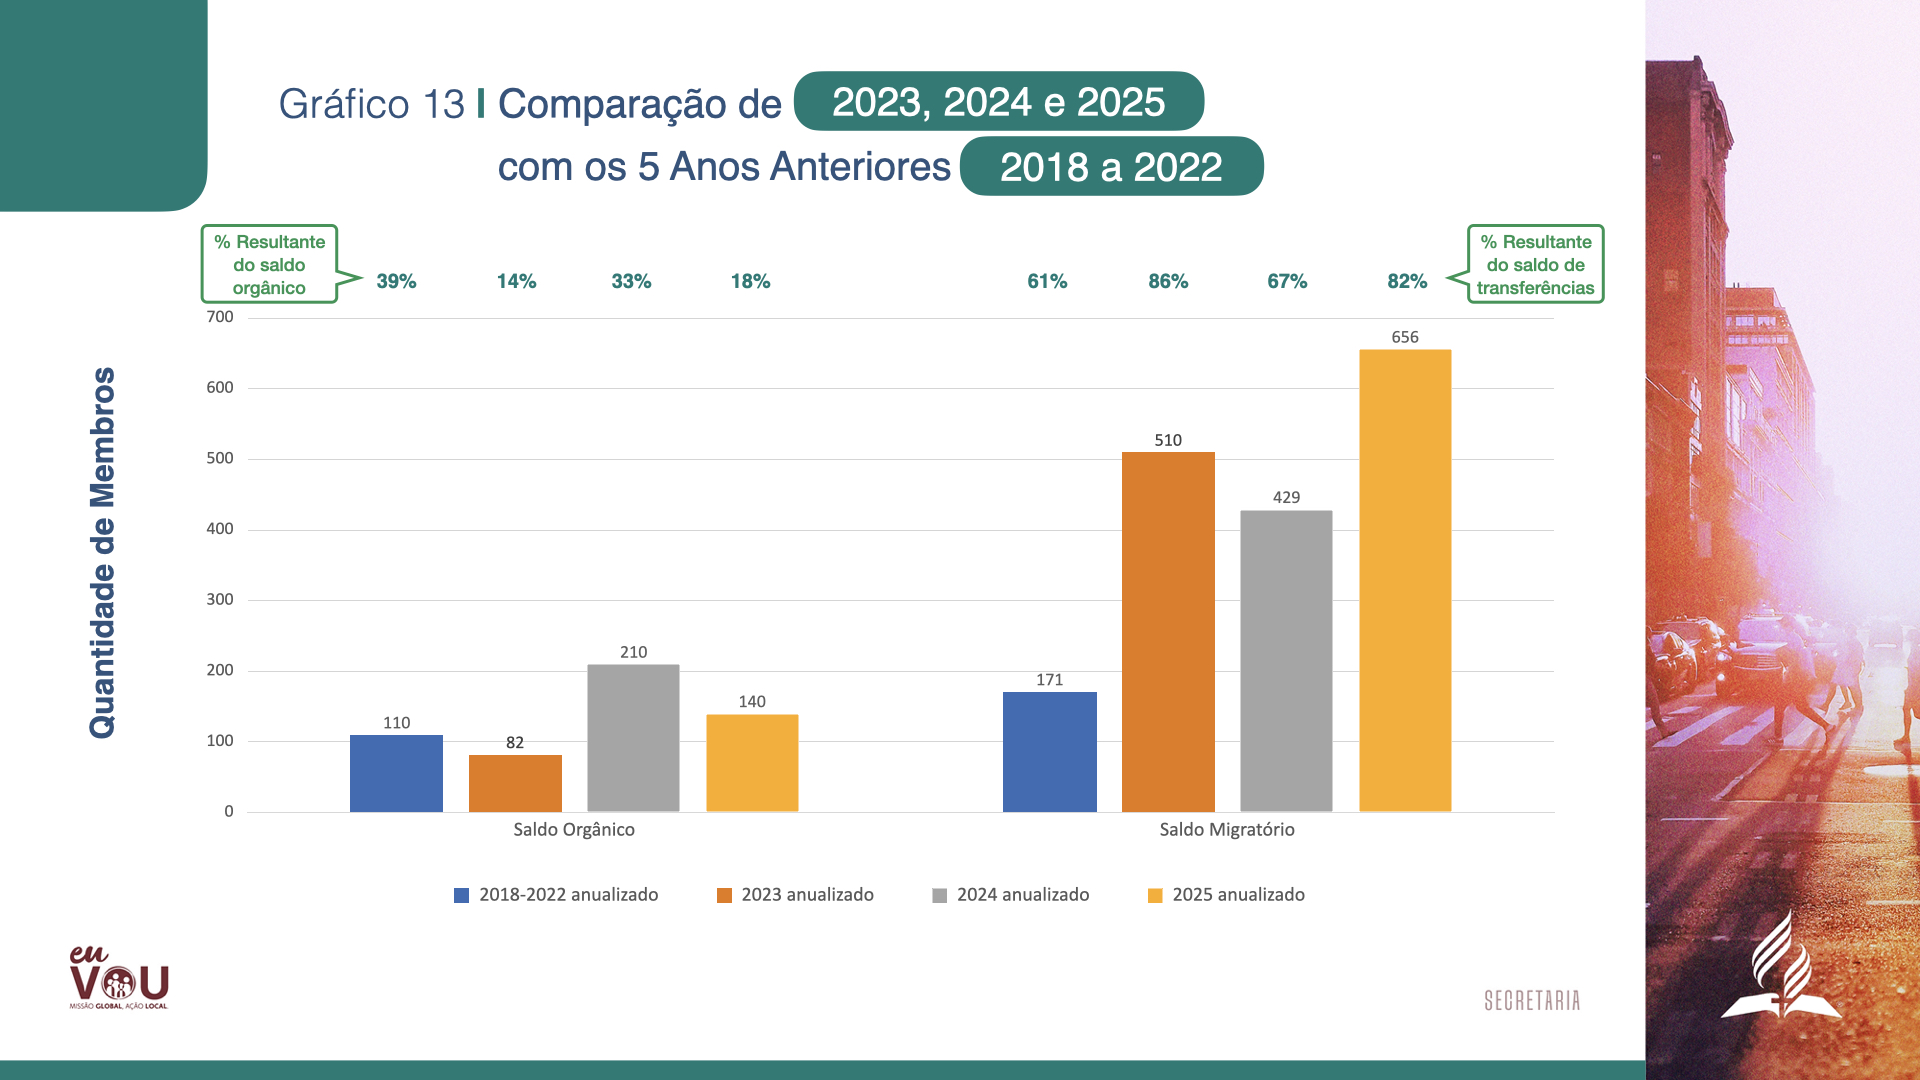 Gráfico 13 | Comparação de 2023, 2024 e 2025
com os 5 Anos Anteriores 2018 a 2022
% Resultante
do saldo
orgânico
39% 14% 33% 18% 61% 86% 67% 82%
% Resultante
do saldo de
transferências
Quantidade de Membros
700
600
500
400
300
200
100
0
110
82
210
140
171
510
429
656
Saldo Orgânico
Saldo Migratório
2018-2022 anualizado 2023 anualizado 2024 anualizado 2025 anualizado
eu
VOU
MISSÃO GLOBAL, AÇÃO LOCAL
SECRETARIA